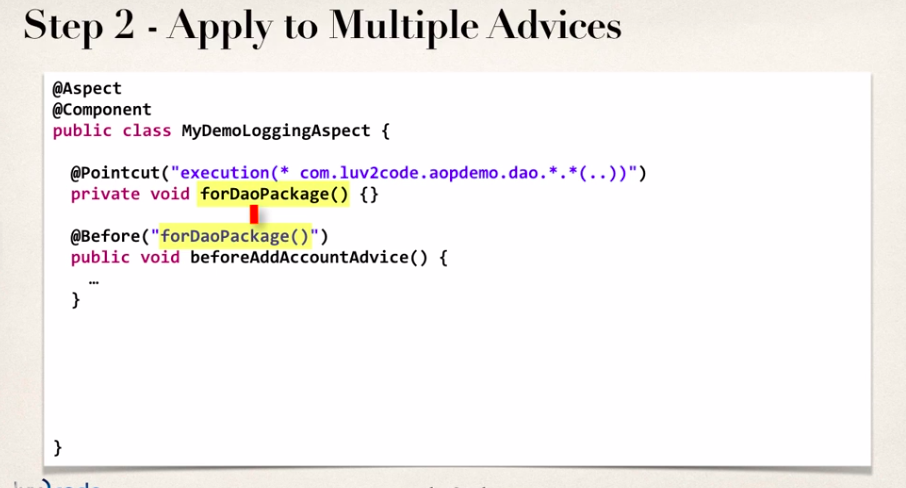 Step 2 - Apply to Multiple Advices
@Aspect
@Component
public class MyDemoLoggingAspect {
@Pointcut("execution(* com.luv2code.aopdemo.dao.*.*(..))")
private void forDaoPackage() {}
@Before("forDaoPackage()")
public void beforeAddAccountAdvice() {
…
}
}